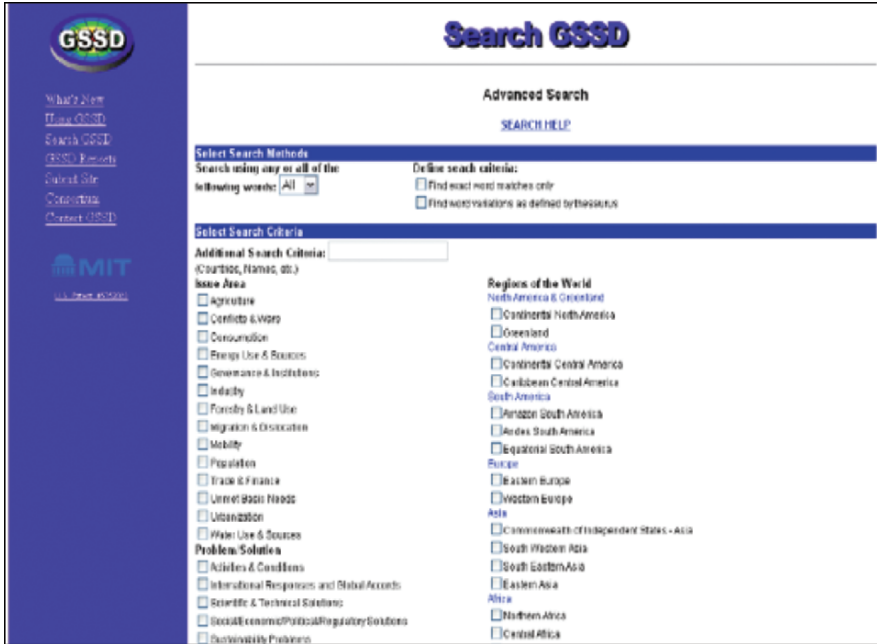 GSSD
What's New
Using GSSD
Search GSSD
GSSD Reports
Submit Site
Consortium
Contact GSSD
MIT
Search GSSD
Advanced Search
SEARCH HELP
Select Search Methods
Search using any or all of the
following words: All
Define seach criteria:
Find exact word matches only
Find word variations as defined by thesaurus
Select Search Criteria
Additional Search Criteria:
(Countries, Names, etc.)
Issue Area
Agriculture
Conflicts & Wars
Consumption
Energy Use & Sources
Governance & Institutions
Industry
Forestry & Land Use
Migration & Dislocation
Mobility
Population
Trade & Finance
Unmet Basic Needs
Urbanization
Water Use & Sources
Problem/Solution
Activities & Conditions
International Responses and Global Accords
Scientific & Technical Solutions
Social/Economic/Political/Regulatory Solutions
Sustainability Problems
Regions of the World
North America & Greenland
Continental North America
Greenland
Central America
Continental Central America
Caribbean Central America
South America
Amazon South America
Andes South America
Equatorial South America
Europe
Eastern Europe
Western Europe
Asia
Commonwealth of Independent States - Asia
South Western Asia
South Eastern Asia
Eastern Asia
Africa
Northern Africa
Central Africa